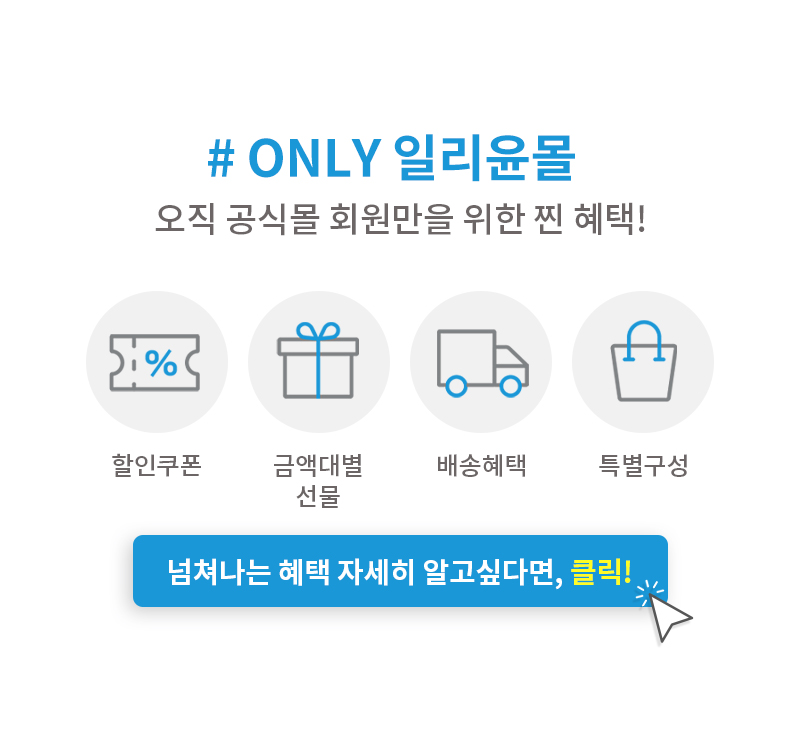 # ONLY 일리윤몰
오직 공식몰 회원만을 위한 찐 혜택!
%
할인쿠폰
금액대별
선물
배송혜택
특별구성
넘쳐나는 혜택 자세히 알고싶다면, 클릭!